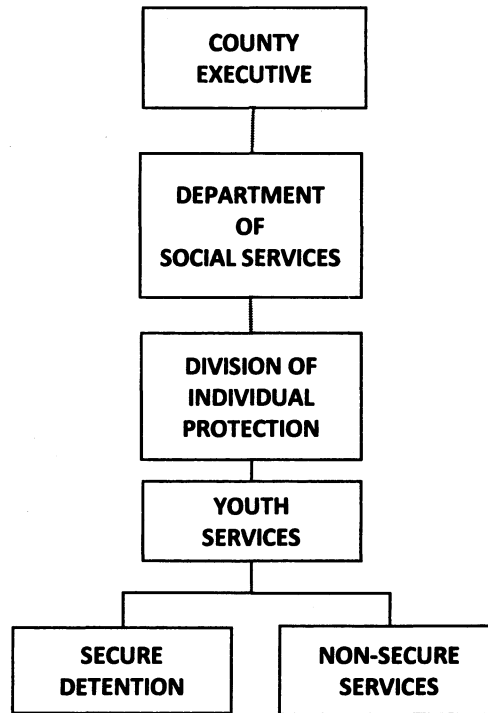 COUNTY
EXECUTIVE
DEPARTMENT
OF
SOCIAL SERVICES
DIVISION OF
INDIVIDUAL
PROTECTION
YOUTH
SERVICES
SECURE
DETENTION
NON-SECURE
SERVICES